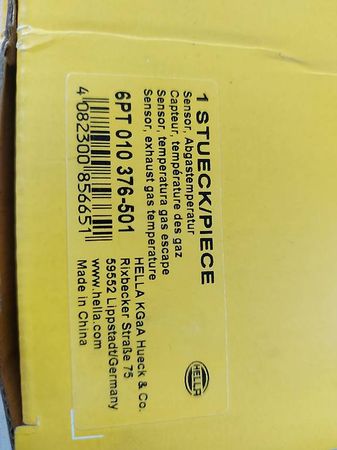 1 STUECK/PIECE
Sensor, Abgastemperatur
Capteur, température des gaz
Sensor, temperatura gas escape
Sensor, exhaust gas temperature
6PT 010 376-501
4 082300 856651
HELLA
HELLA KGaA Hueck & Co.
Rixbecker Straße 75
59552 Lippstadt/Germany
www.hella.com
Made in China